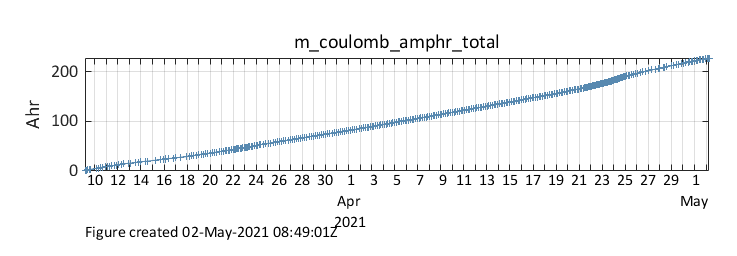 m_coulomb_amphr_total
Ahr
200
100
0
10 12 14 16 18 20 22 24 26 28 30 1 3 5 7 9 11 13 15 17 19 21 23 25 27 29 1
Apr May
2021
Figure created 02-May-2021 08:49:01Z